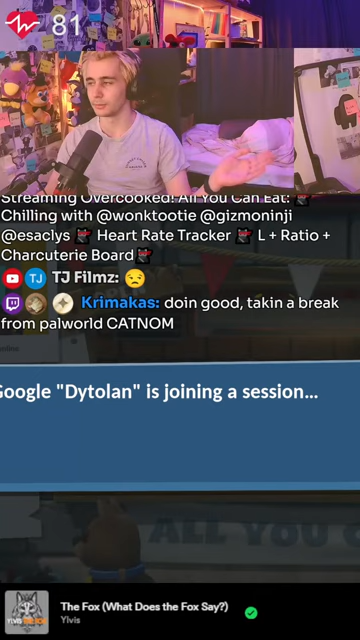 81
Streaming Overcooked! All You Can Eat:
Chilling with @wonktootie @gizmoninji
@esaclys Heart Rate Tracker L + Ratio +
Charcuterie Board
TJ TJ Filmz:
Krimakas: doin good, takin a break
from palworld CATNOM
Google "Dytolan" is joining a session...
ALL YOU C
The Fox (What Does the Fox Say?)
Ylvis